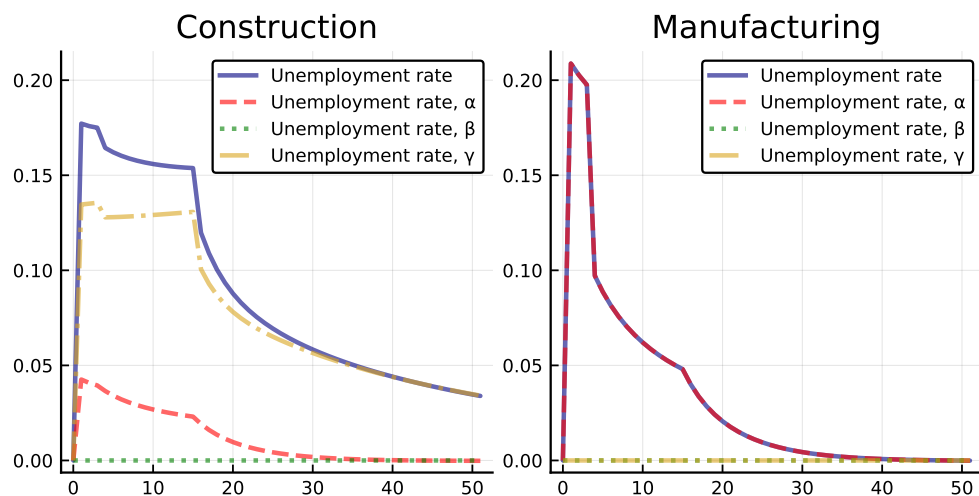 Construction
Unemployment rate
Unemployment rate, α
Unemployment rate, β
Unemployment rate, γ
0.20
0.15
0.10
0.05
0.00
0 10 20 30 40 50
Manufacturing
Unemployment rate
Unemployment rate, α
Unemployment rate, β
Unemployment rate, γ
0.20
0.15
0.10
0.05
0.00
0 10 20 30 40 50